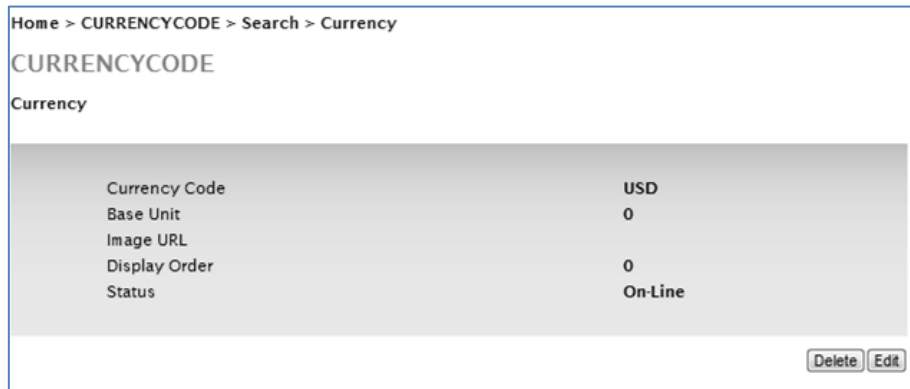 Home > CURRENCYCODE > Search > Currency
CURRENCYCODE
Currency
Currency Code USD
Base Unit 0
Image URL
Display Order 0
Status On-Line
Delete Edit